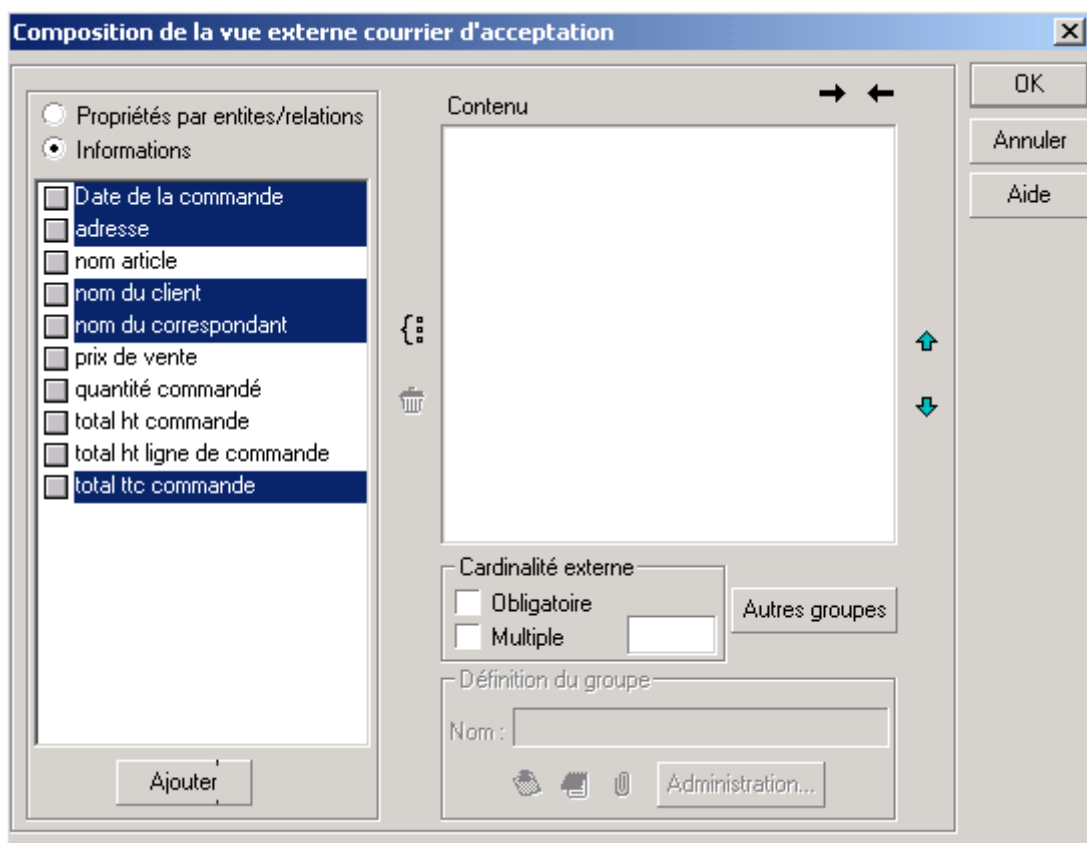 Composition de la vue externe courrier d'acceptation
OK
Annuler
Aide
Propriétés par entites/relations
Informations
Date de la commande
adresse
nom article
nom du client
nom du correspondant
prix de vente
quantité commandé
total ht commande
total ht ligne de commande
total ttc commande
Ajouter
Contenu
Cardinalité externe
Obligatoire
Multiple
Autres groupes
Définition du groupe
Nom :
Administration...